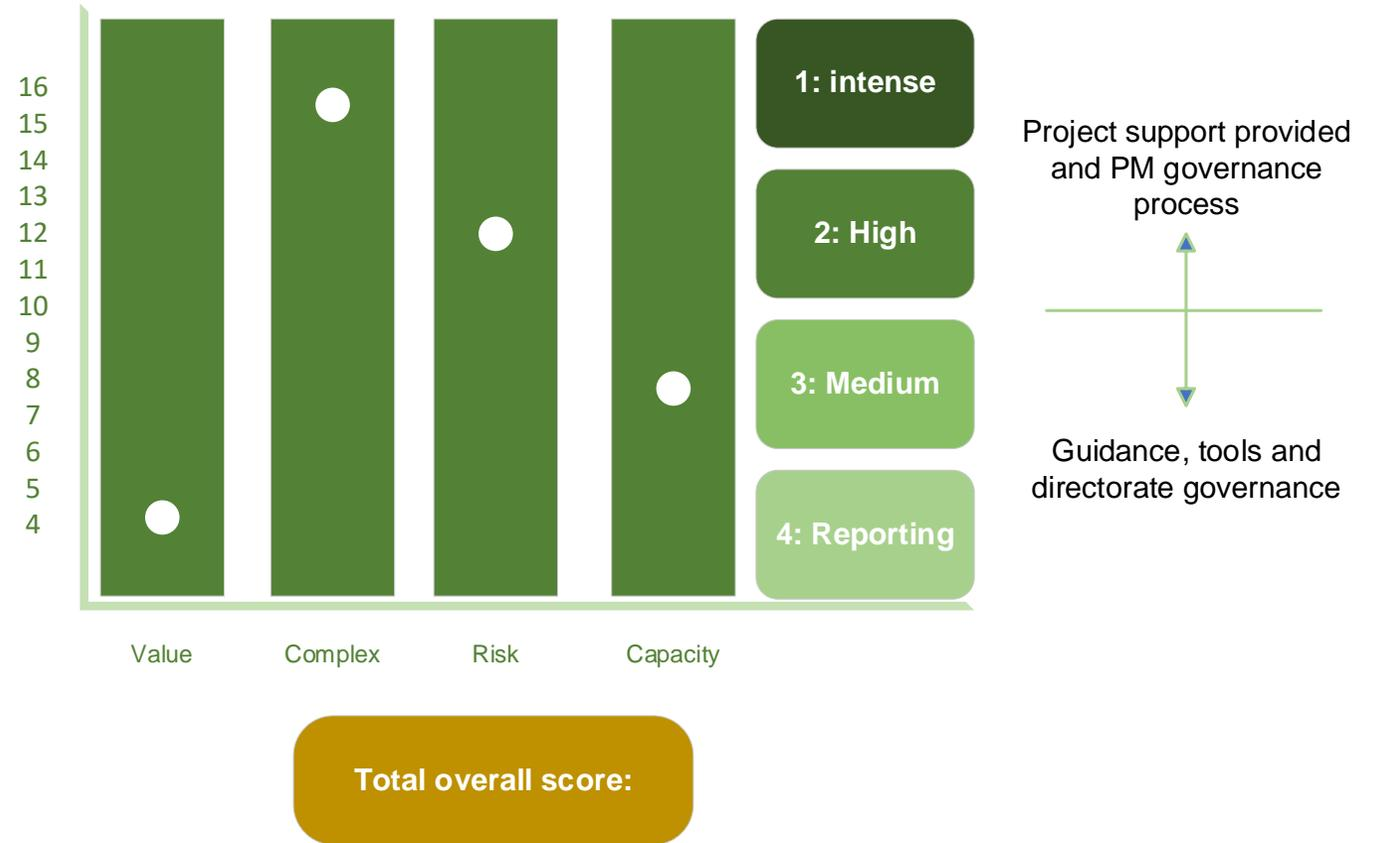 16
15
14
13
12
11
10
9
8
7
6
5
4
1: intense
2: High
3: Medium
4: Reporting
Project support provided
and PM governance
process
Guidance, tools and
directorate governance
Value
Complex
Risk
Capacity
Total overall score: